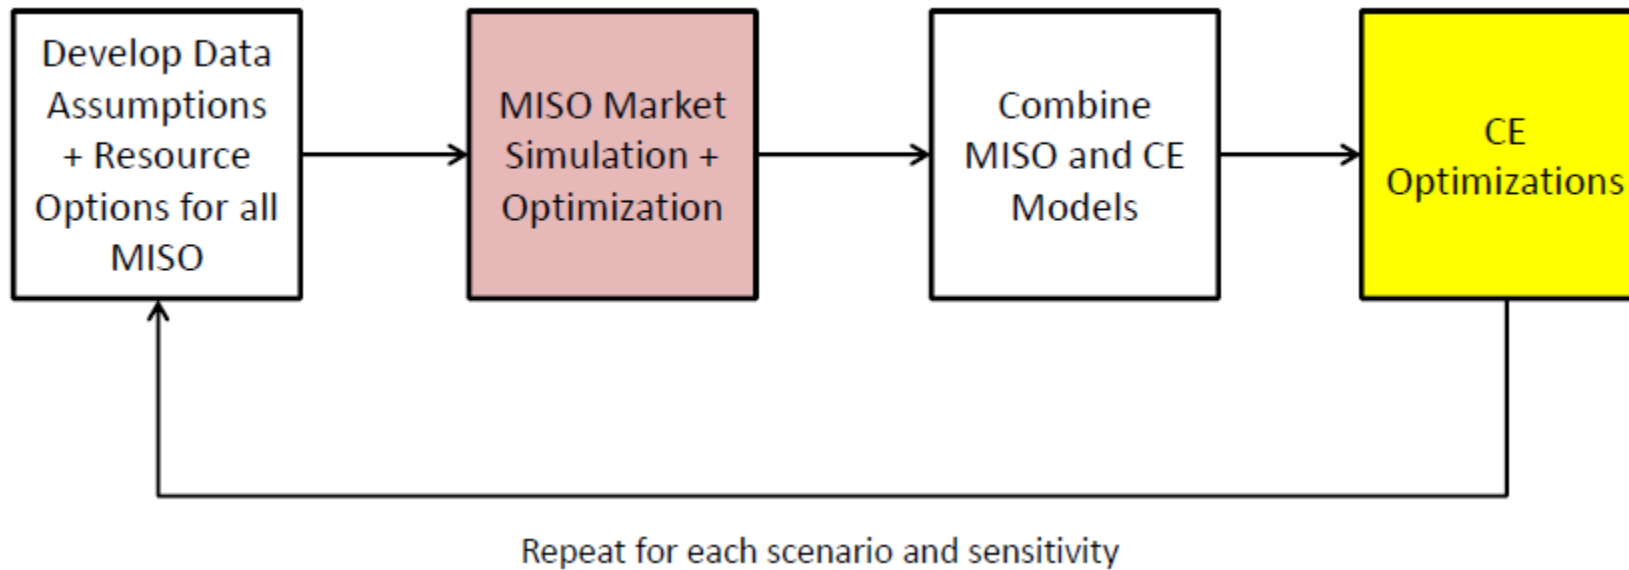 Develop Data
Assumptions
+ Resource
Options for all
MISO
MISO Market
Simulation +
Optimization
Combine
MISO and CE
Models
CE
Optimizations
Repeat for each scenario and sensitivity